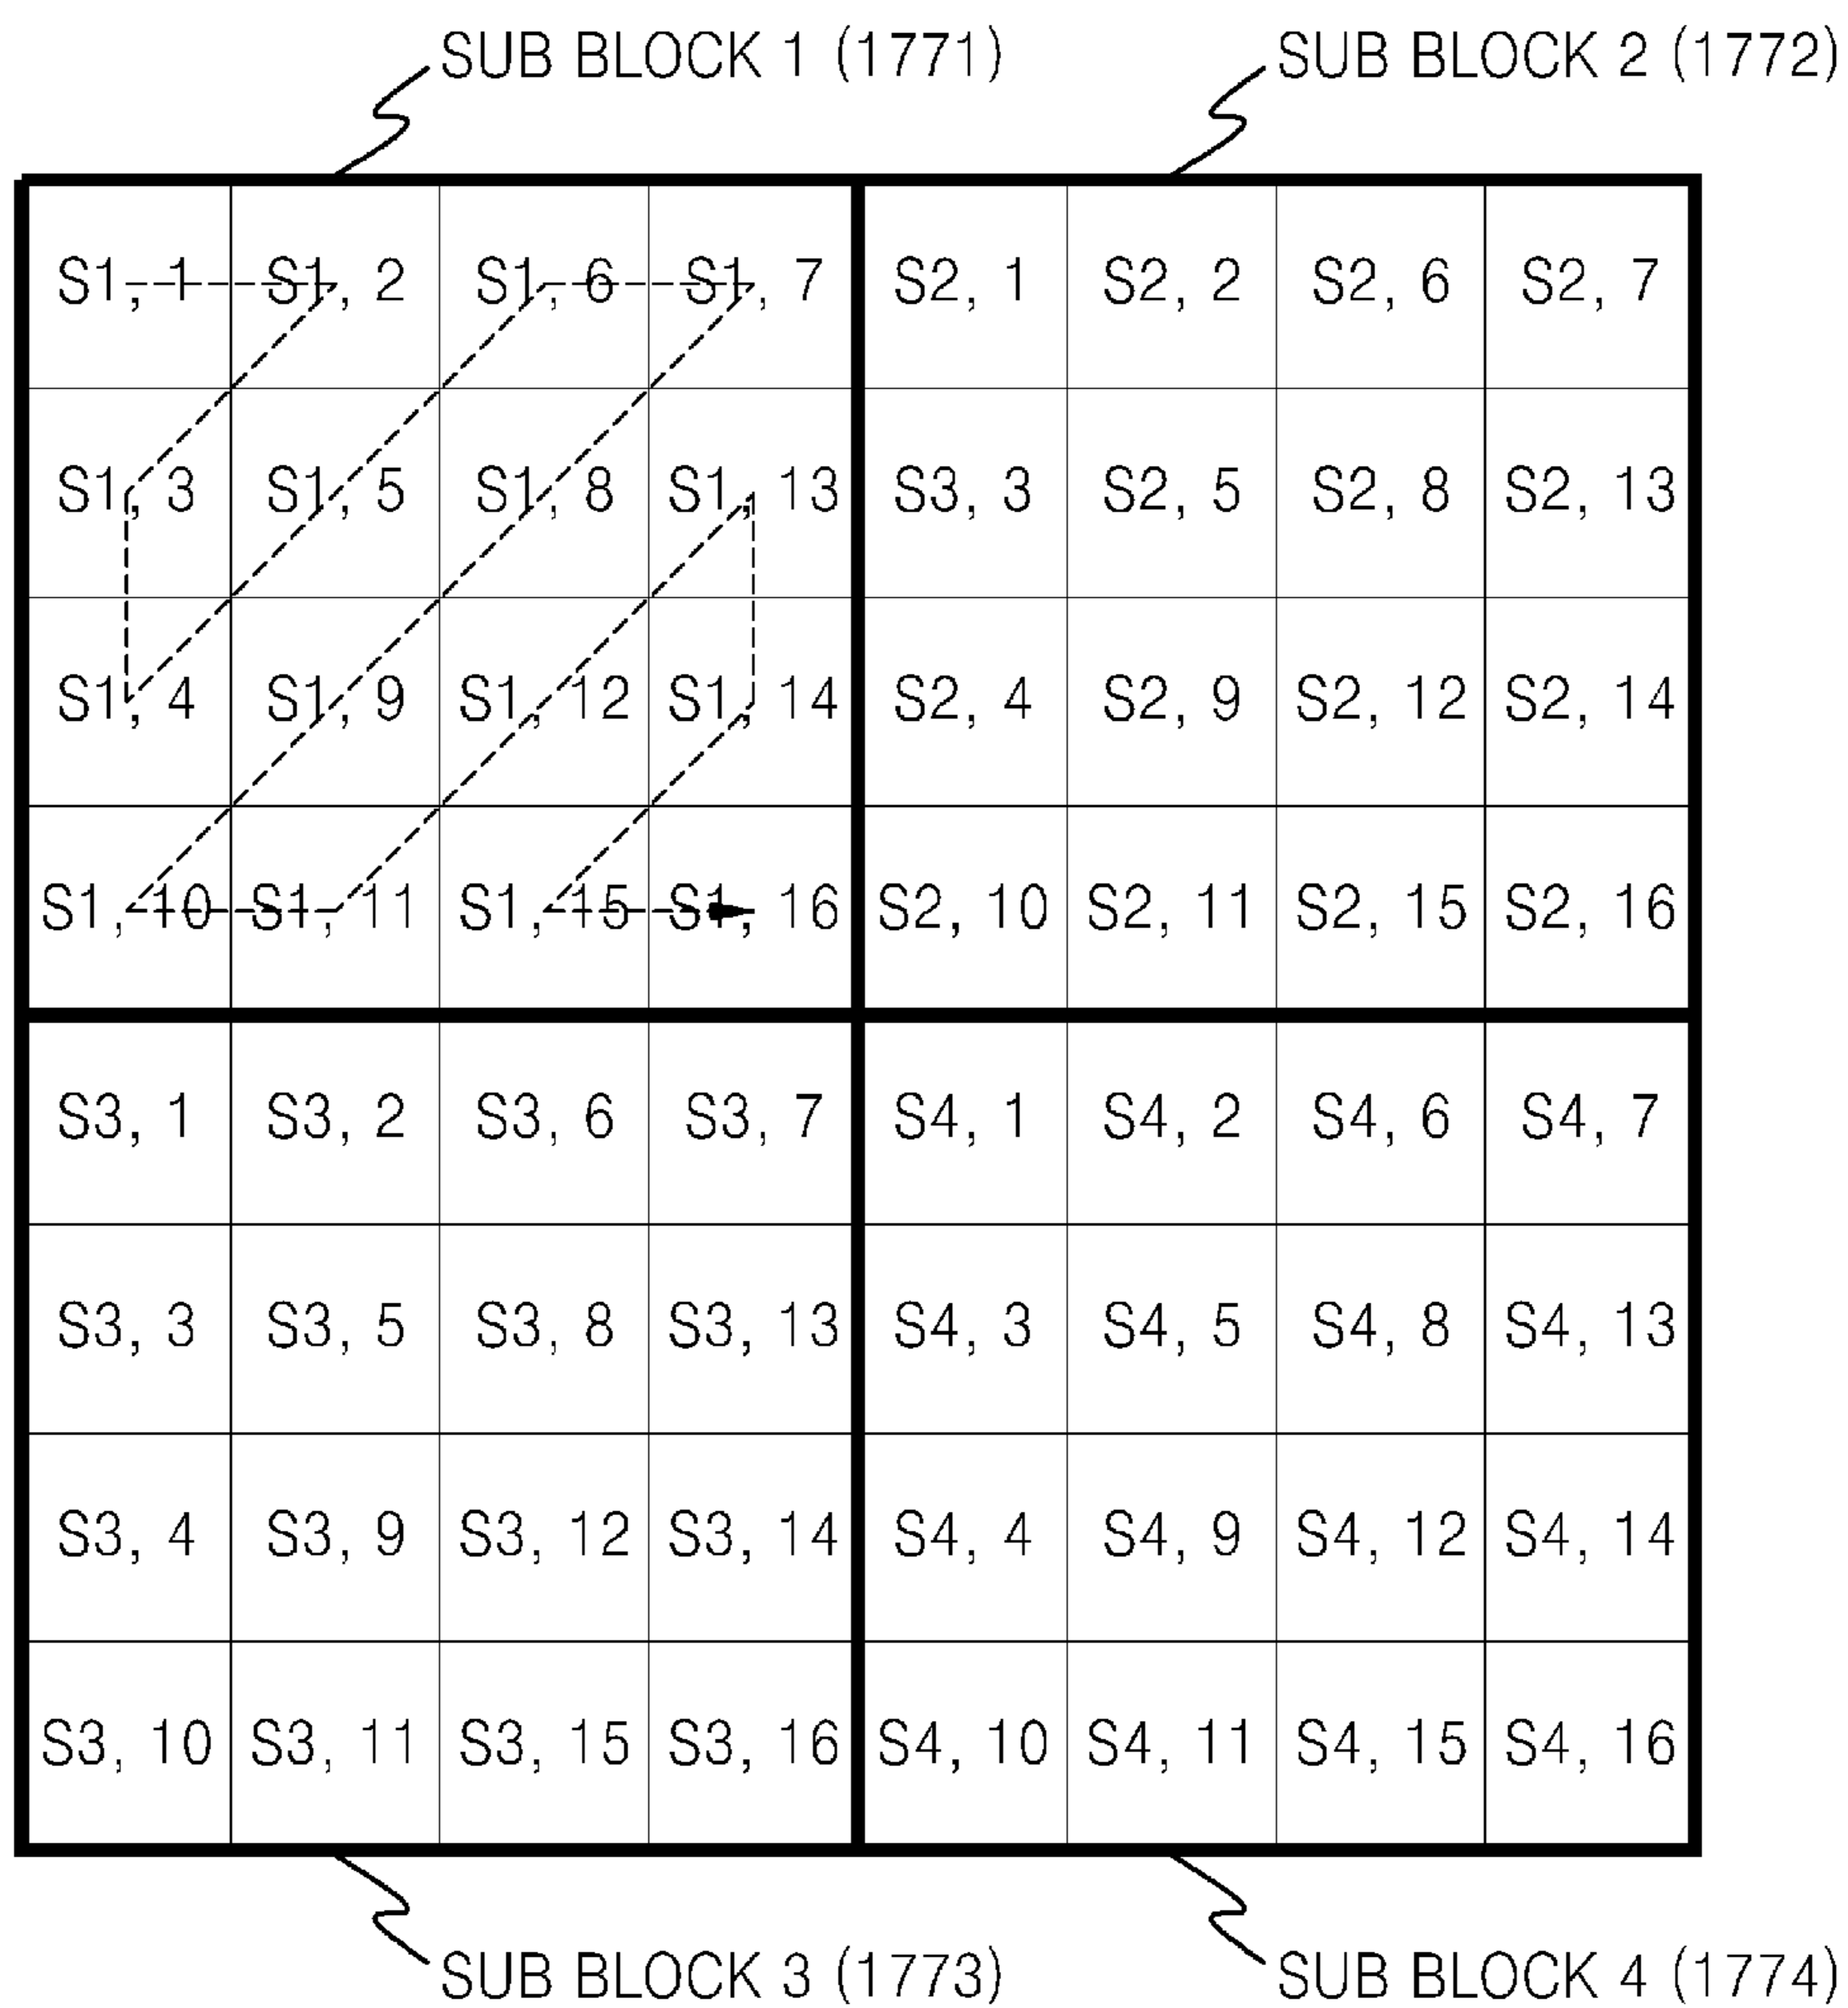 SUB BLOCK 1 (1771) SUB BLOCK 2 (1772)
S1, 1 S1, 2 S1, 6 S1, 7 S2, 1 S2, 2 S2, 6 S2, 7
S1, 3 S1, 5 S1, 8 S1, 13 S3, 3 S2, 5 S2, 8 S2, 13
S1, 4 S1, 9 S1, 12 S1, 14 S2, 4 S2, 9 S2, 12 S2, 14
S1, 10 S1, 11 S1, 15 S1, 16 S2, 10 S2, 11 S2, 15 S2, 16
S3, 1 S3, 2 S3, 6 S3, 7 S4, 1 S4, 2 S4, 6 S4, 7
S3, 3 S3, 5 S3, 8 S3, 13 S4, 3 S4, 5 S4, 8 S4, 13
S3, 4 S3, 9 S3, 12 S3, 14 S4, 4 S4, 9 S4, 12 S4, 14
S3, 10 S3, 11 S3, 15 S3, 16 S4, 10 S4, 11 S4, 15 S4, 16
SUB BLOCK 3 (1773) SUB BLOCK 4 (1774)